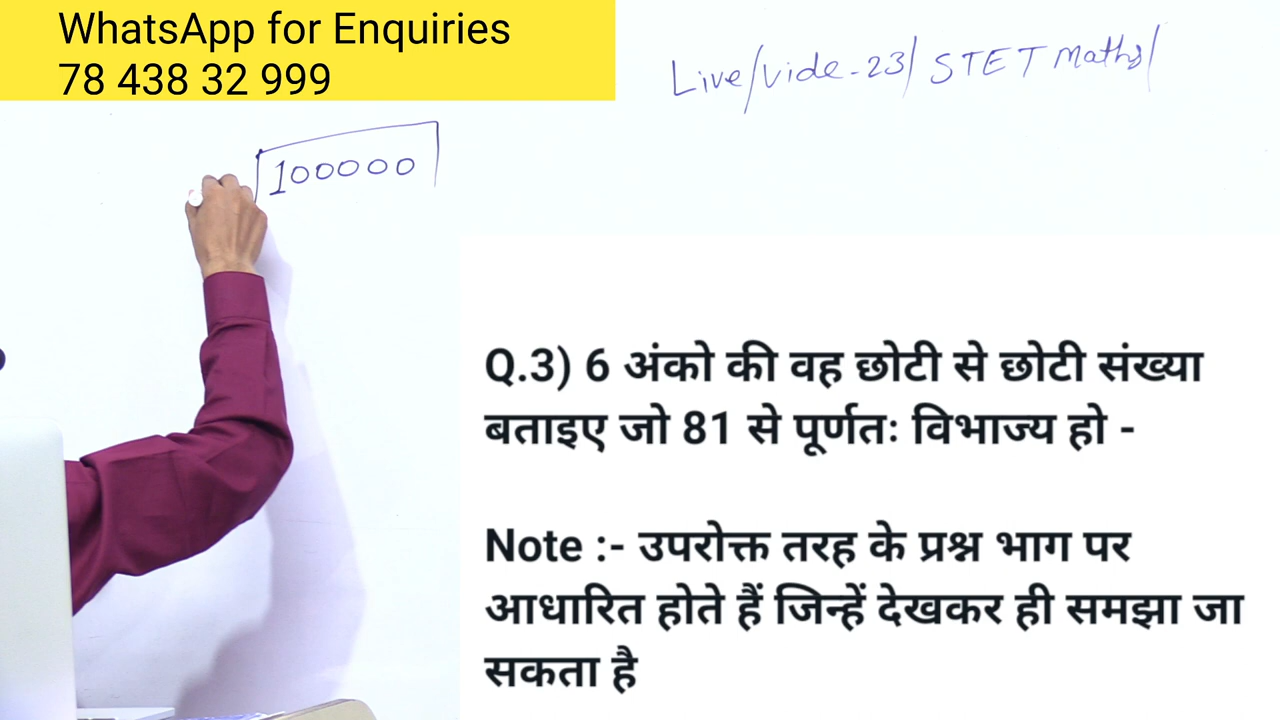 WhatsApp for Enquiries
78 438 32 999
Live/Vide-23/STET Maths/
100000
Q.3) 6 अंको की वह छोटी से छोटी संख्या
बताइए जो 81 से पूर्णतः विभाज्य हो -
Note :- उपरोक्त तरह के प्रश्न भाग पर
आधारित होते हैं जिन्हें देखकर ही समझा जा
सकता है